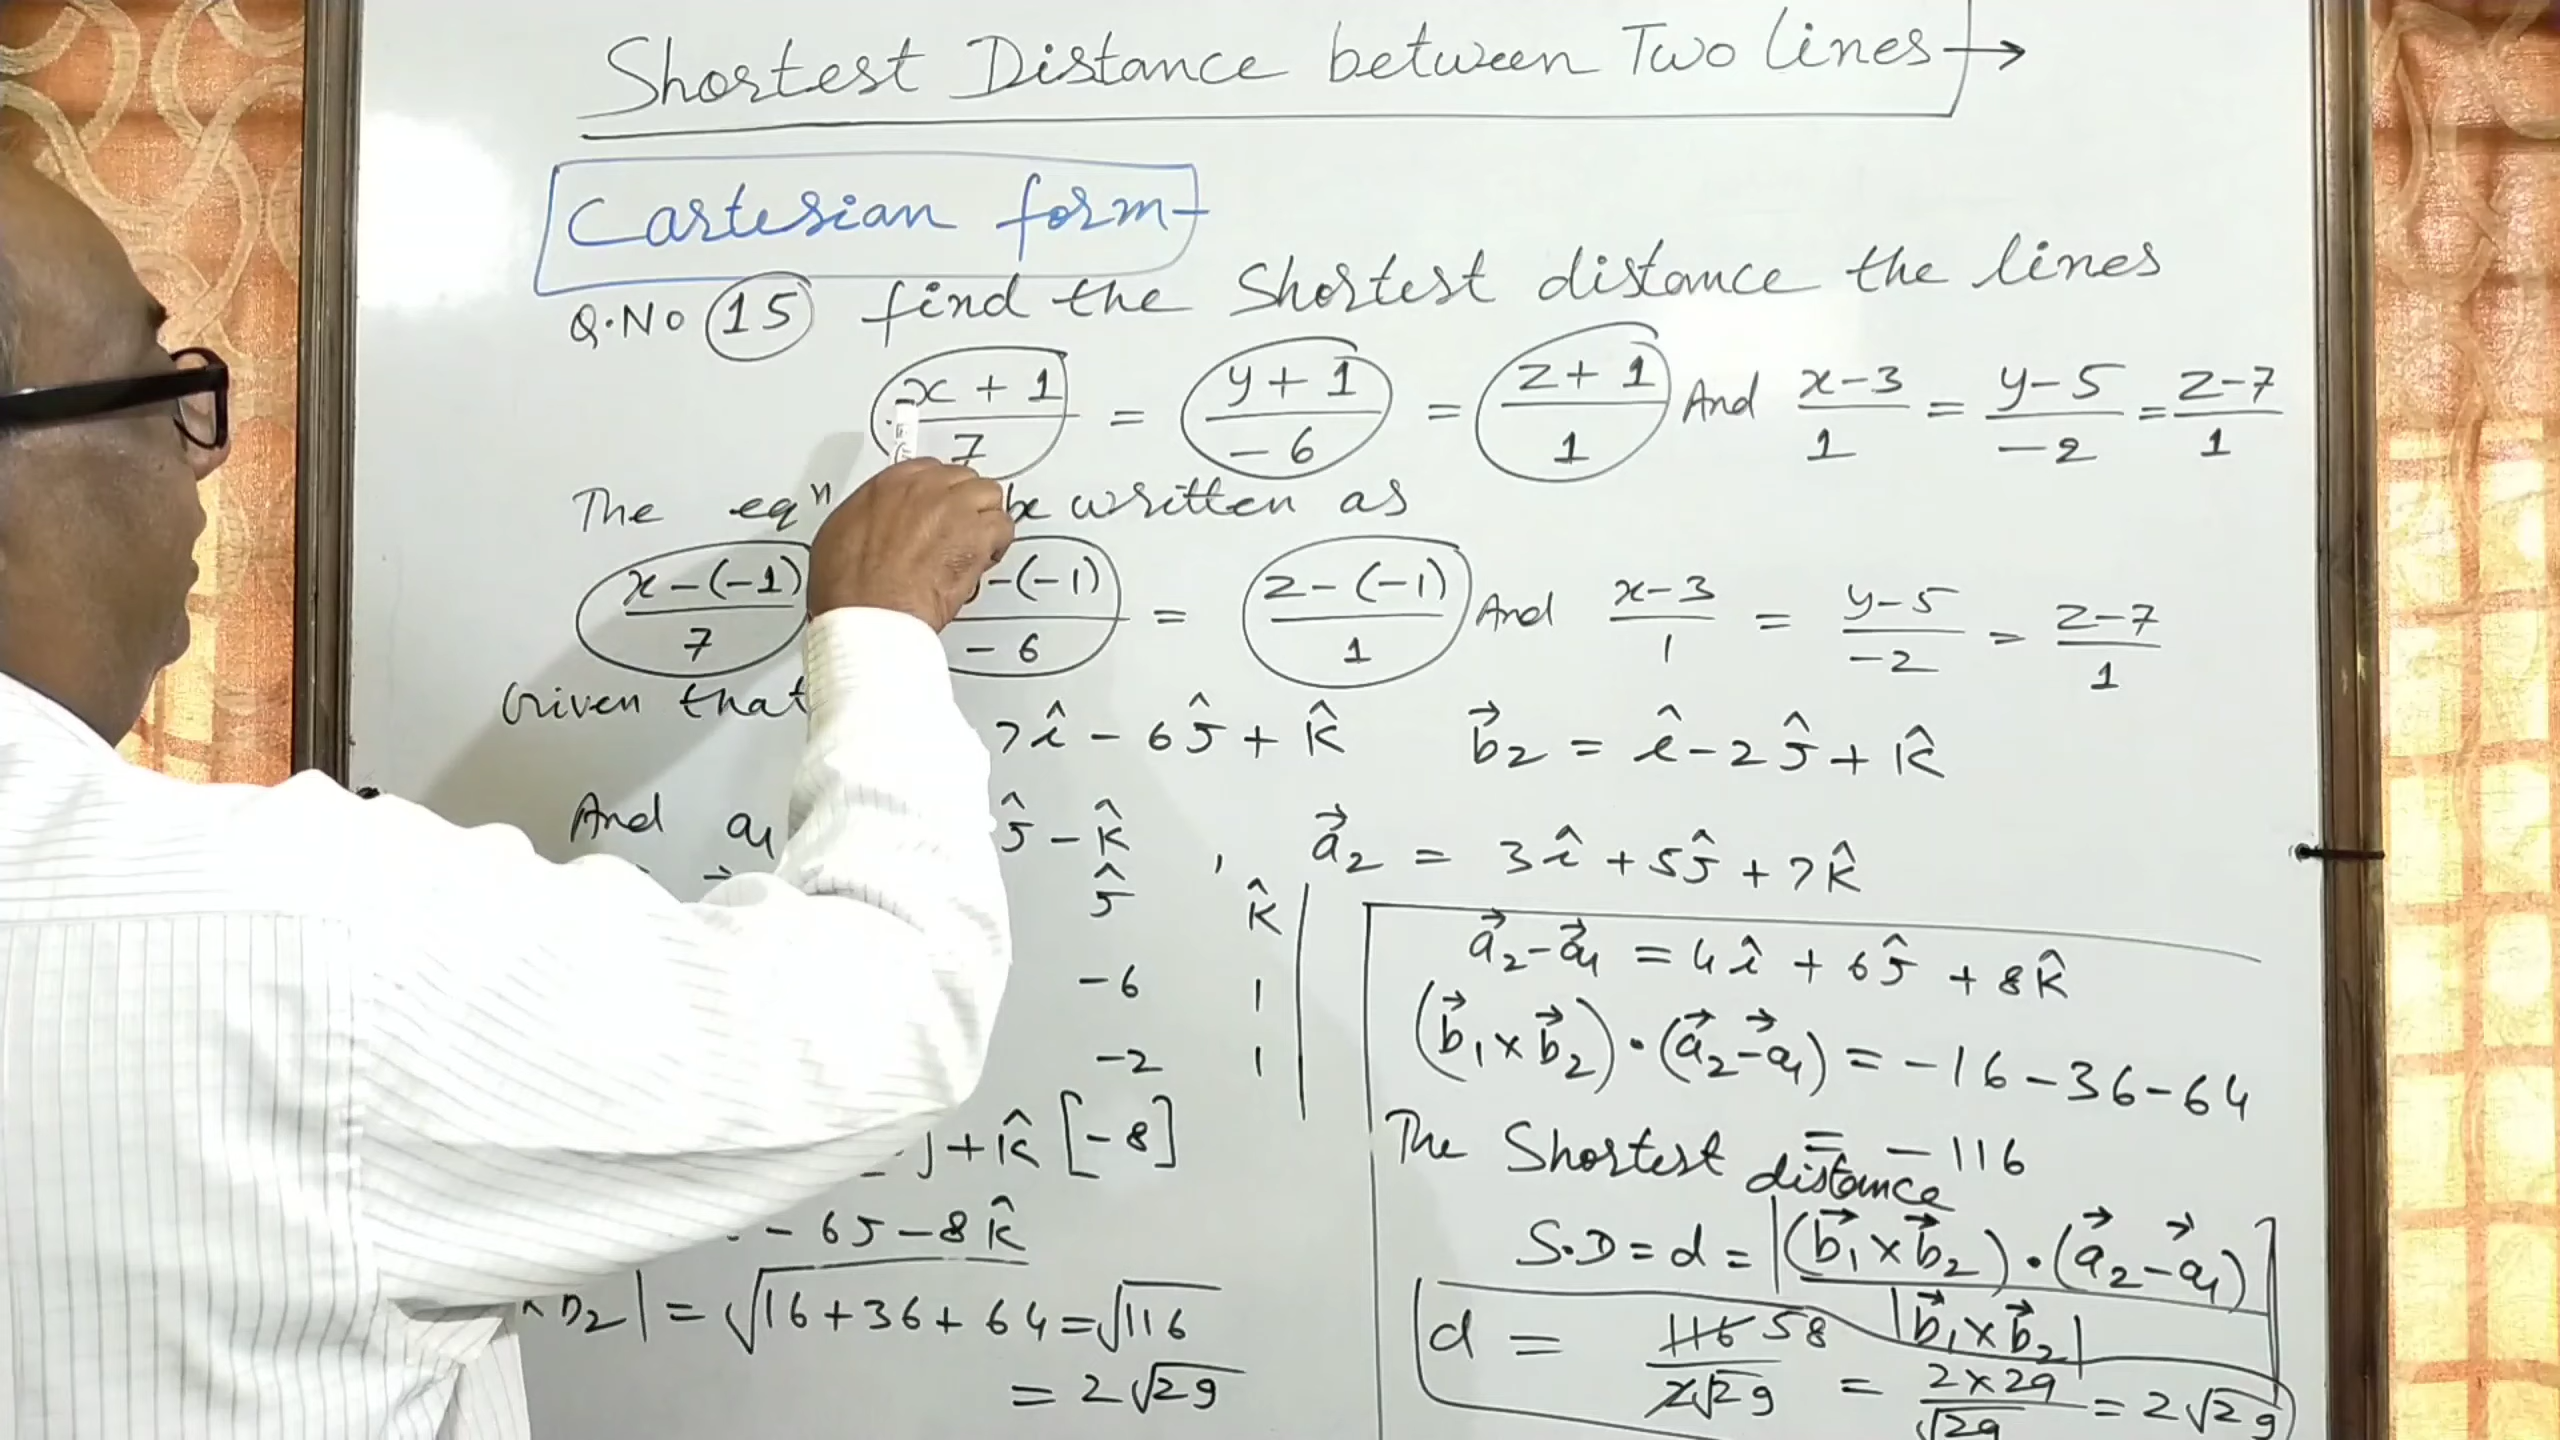 Shortest Distance between Two lines →
Cartesian form-
Q.No 15 find the Shortest distance the lines
x + 1 / 7 = y + 1 / -6 = z + 1 / 1 And x-3 / 1 = y-5 / -2 = z-7 / 1
The eqⁿ be written as
x-(-1) / 7 -(-1) / -6 = z-(-1) / 1 And x-3 / 1 = y-5 / -2 = z-7 / 1
Given that 7î - 6ĵ + k̂ b⃗2 = î - 2ĵ + k̂
And a1 ĵ - k̂ , a⃗2 = 3î + 5ĵ + 7k̂
ĵ k̂
-6 1
-2 1
j + k̂ [-8]
- 6j - 8k̂
× b2| = √16+36+64 = √116
= 2√29
a⃗2 - a⃗1 = 4î + 6ĵ + 8k̂
(b⃗1 × b⃗2) · (a⃗2 - a⃗1) = -16-36-64
= -116
The Shortest distance
S.D = d = |(b⃗1 × b⃗2) · (a⃗2 - a⃗1) / |b⃗1 × b⃗2||
d = 116 58 / 2√29 = 2×29 / √29 = 2√29